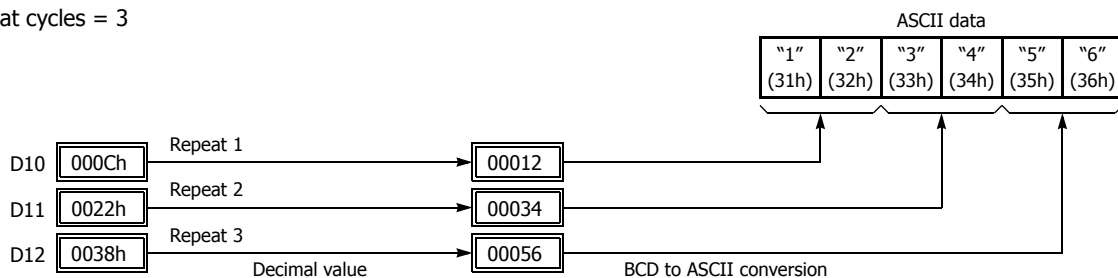 at cycles = 3
ASCII data
“1” “2” “3” “4” “5” “6”
(31h) (32h) (33h) (34h) (35h) (36h)
D10 000Ch Repeat 1 00012
D11 0022h Repeat 2 00034
D12 0038h Repeat 3 00056
Decimal value BCD to ASCII conversion